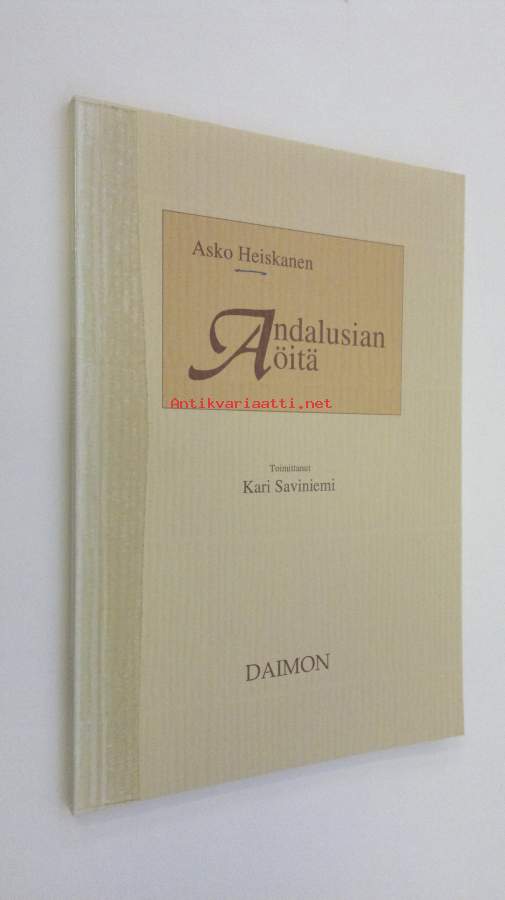 Asko Heiskanen
Andalusian
öitä
Antikvariaatti.net
Toimittanut
Kari Saviniemi
DAIMON